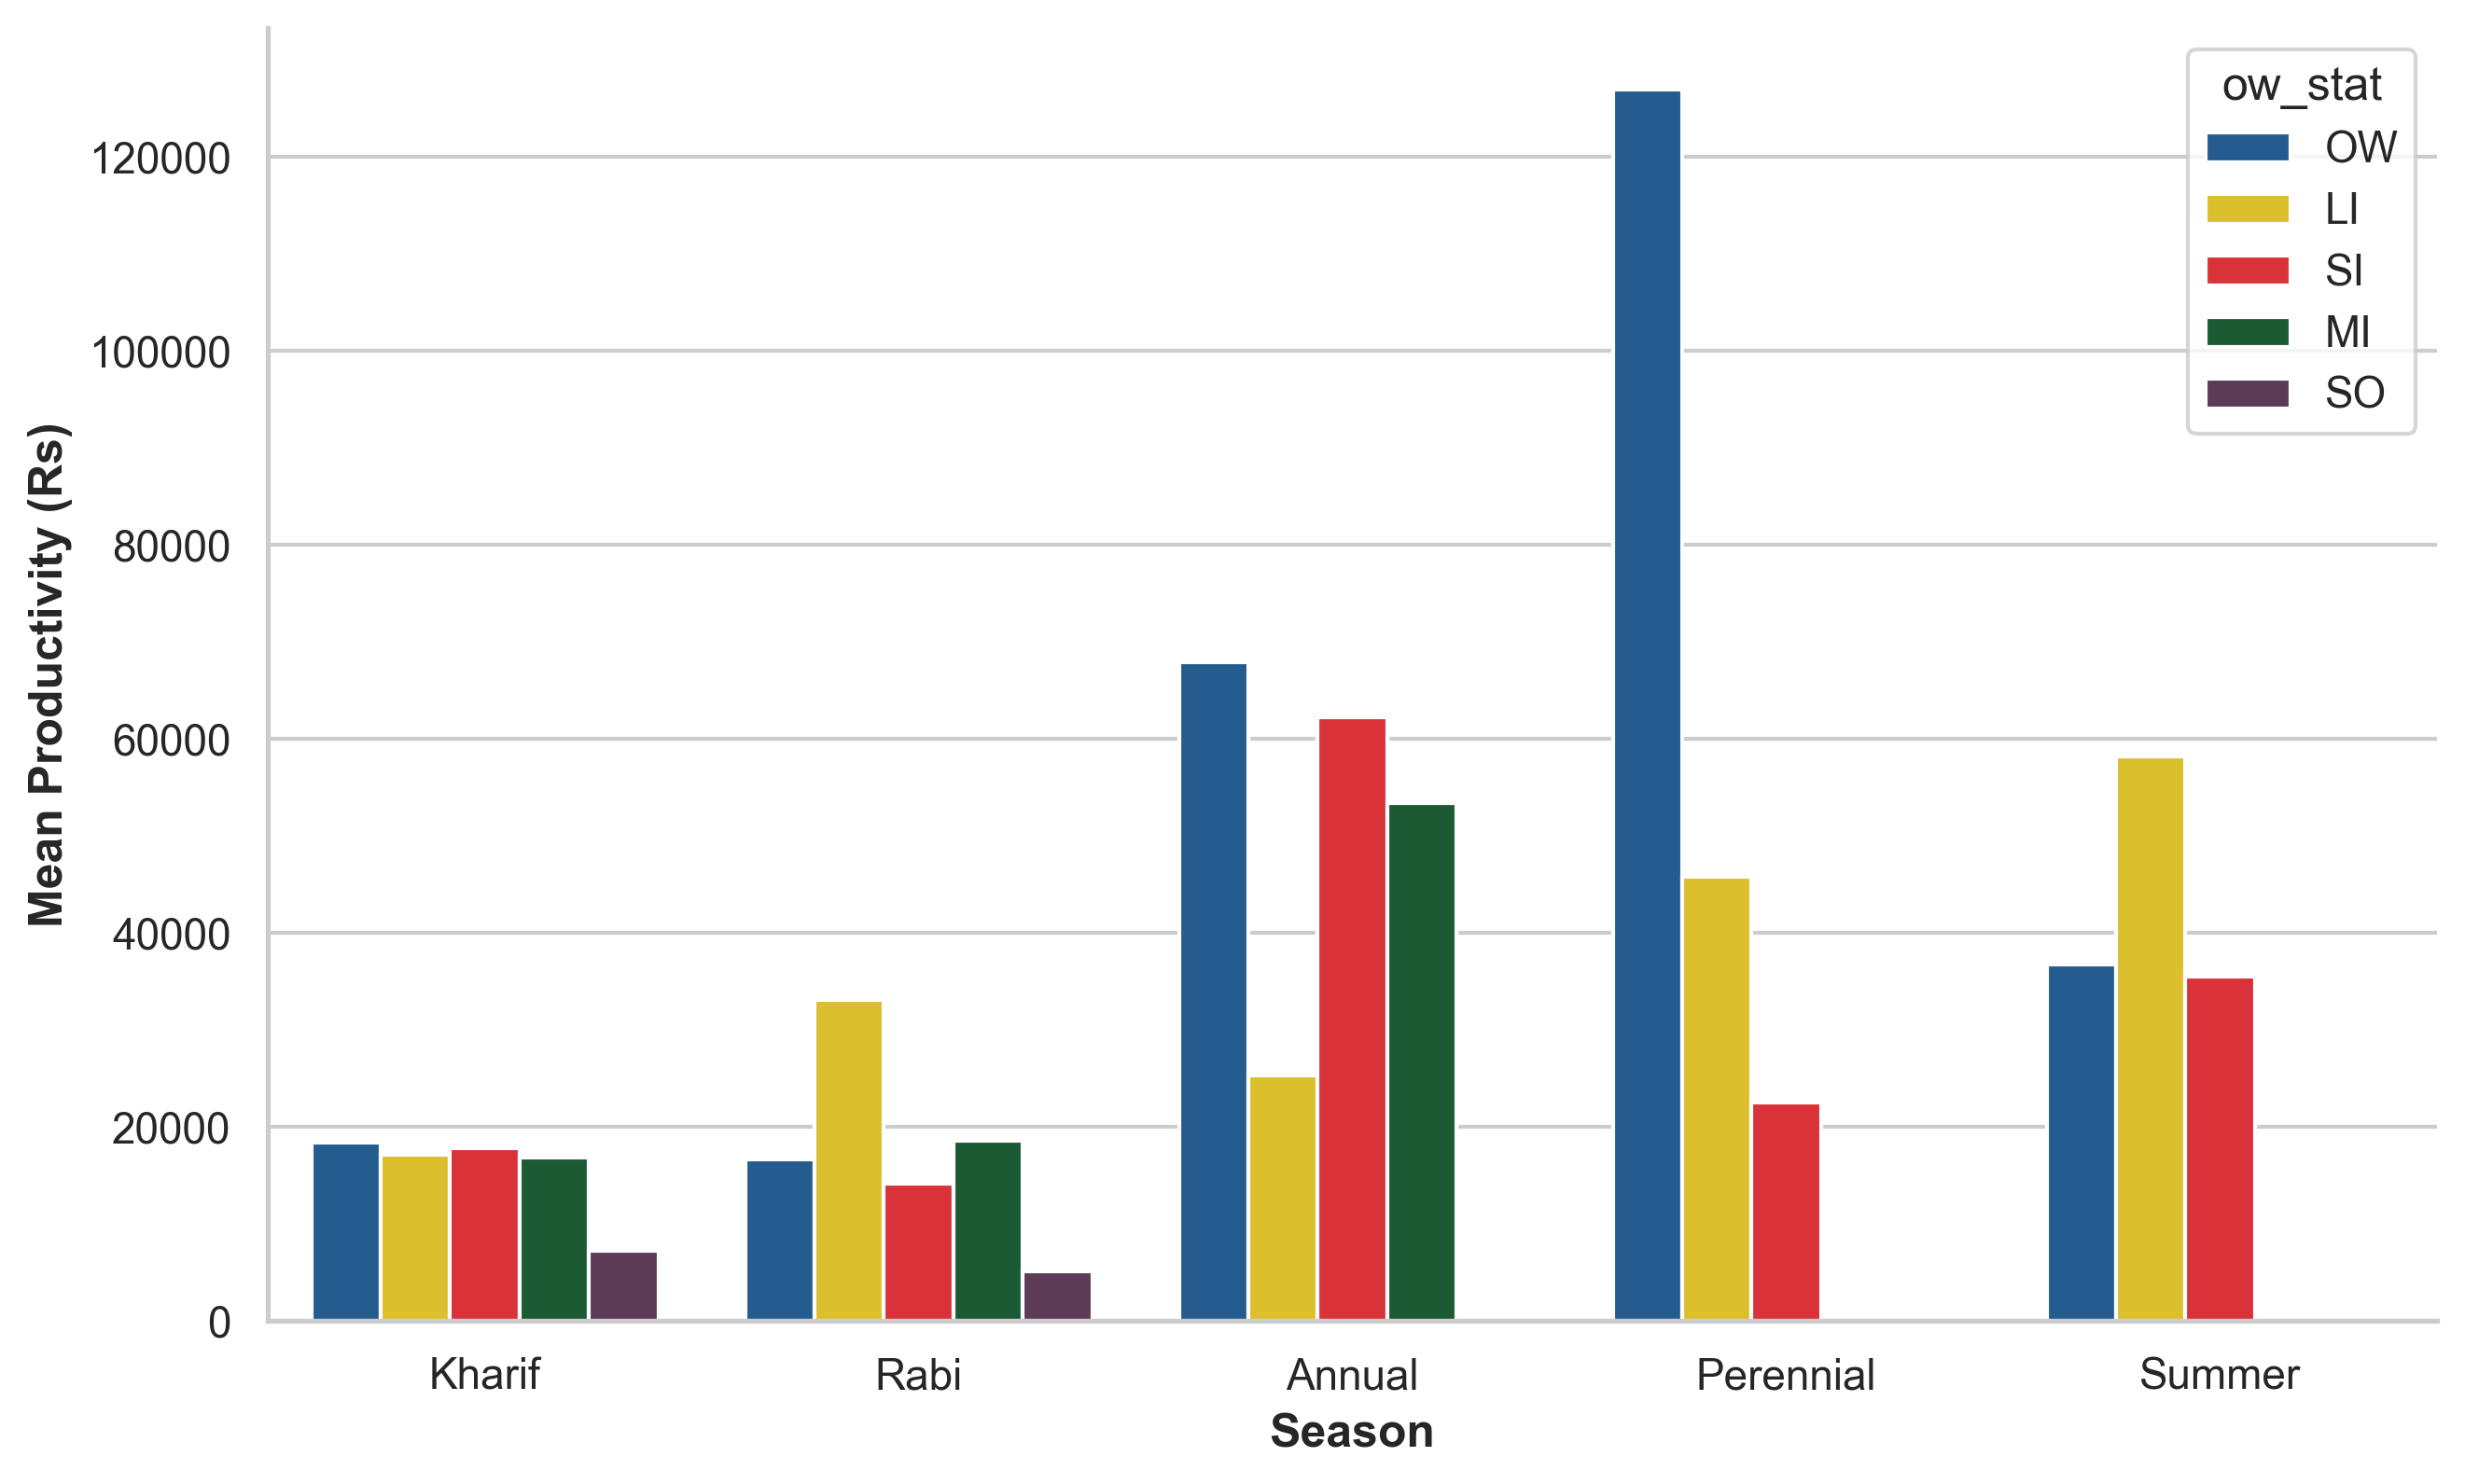 ow_stat
OW
LI
SI
MI
SO
Mean Productivity (Rs)
120000
100000
80000
60000
40000
20000
0
Kharif
Rabi
Annual
Perennial
Summer
Season